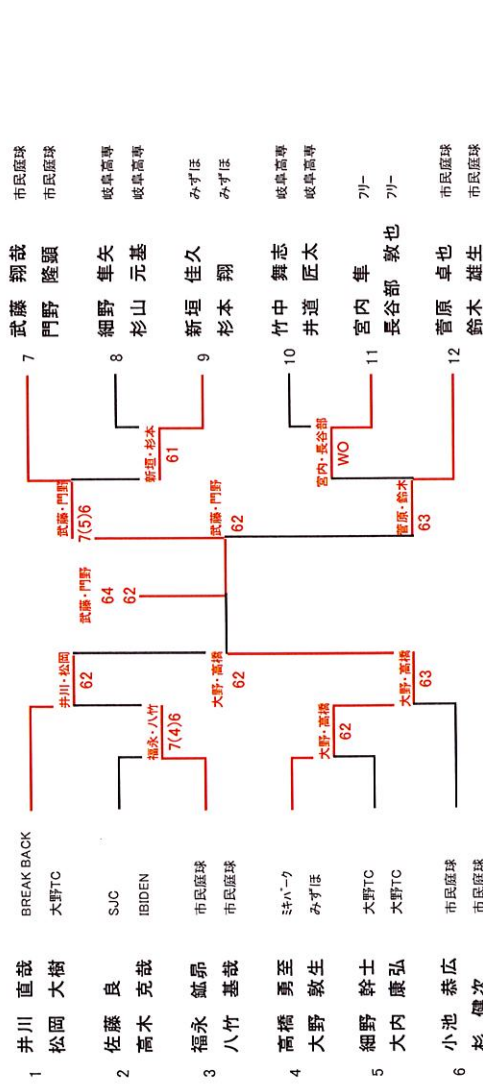 1 井川 直哉 BREAK BACK
松岡 大樹 大野TC
2 佐藤 良 SJC
高木 克哉 IBIDEN
3 福永 鉱昴 市民庭球
八竹 基哉 市民庭球
4 高橋 勇至 ミキパーク
大野 敦生 みずほ
5 細野 幹士 大野TC
大内 康弘 大野TC
6 小池 恭広 市民庭球
杉 健次 市民庭球
井川・松岡
62
福永・八竹
7(4)6
大野・高橋
62
大野・高橋
62
大野・高橋
63
武藤・門野
64
62
武藤・門野
7(5)6
新垣・杉本
61
武藤・門野
62
宮内・長谷部
WO
菅原・鈴木
63
7 武藤 翔哉 市民庭球
門野 隆顕 市民庭球
8 細野 隼矢 岐阜高専
杉山 元基 岐阜高専
9 新垣 佳久 みずほ
杉本 翔 みずほ
10 竹中 舞志 岐阜高専
井道 匠太 岐阜高専
11 宮内 隼 フリー
長谷部 敦也 フリー
12 菅原 卓也 市民庭球
鈴木 雄生 市民庭球